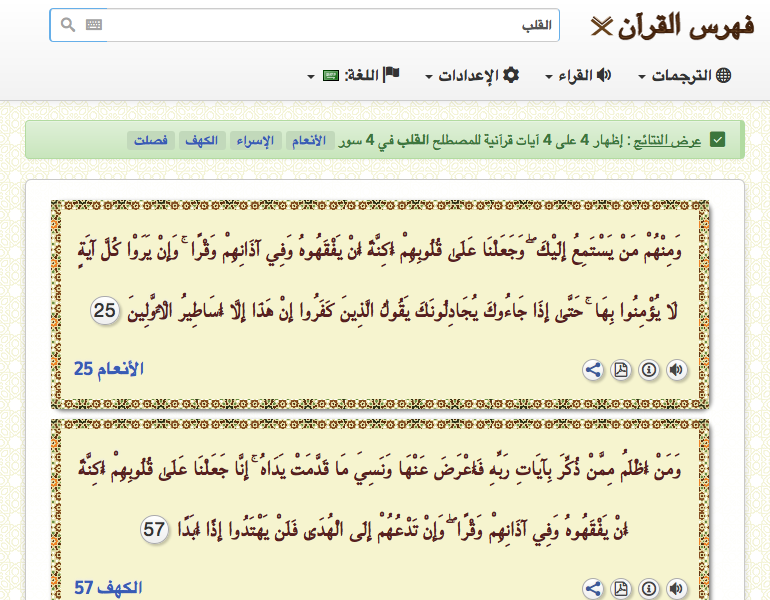 فهرس القرآن
القلب
الترجمات
القراء
الإعدادات
اللغة:
عرض النتائج : إظهار 4 على 4 آيات قرآنية للمصطلح القلب في 4 سور الأنعام الإسراء الكهف فصلت
وَمِنْهُمْ مَنْ يَسْتَمِعُ إِلَيْكَ ۖ وَجَعَلْنَا عَلَىٰ قُلُوبِهِمْ أَكِنَّةً أَنْ يَفْقَهُوهُ وَفِي آذَانِهِمْ وَقْرًا ۚ وَإِنْ يَرَوْا كُلَّ آيَةٍ
لَا يُؤْمِنُوا بِهَا ۚ حَتَّىٰ إِذَا جَاءُوكَ يُجَادِلُونَكَ يَقُولُ الَّذِينَ كَفَرُوا إِنْ هَٰذَا إِلَّا أَسَاطِيرُ الْأَوَّلِينَ 25
الأنعام 25
وَمَنْ أَظْلَمُ مِمَّنْ ذُكِّرَ بِآيَاتِ رَبِّهِ فَأَعْرَضَ عَنْهَا وَنَسِيَ مَا قَدَّمَتْ يَدَاهُ ۚ إِنَّا جَعَلْنَا عَلَىٰ قُلُوبِهِمْ أَكِنَّةً
أَنْ يَفْقَهُوهُ وَفِي آذَانِهِمْ وَقْرًا ۖ وَإِنْ تَدْعُهُمْ إِلَى الْهُدَىٰ فَلَنْ يَهْتَدُوا إِذًا أَبَدًا 57
الكهف 57